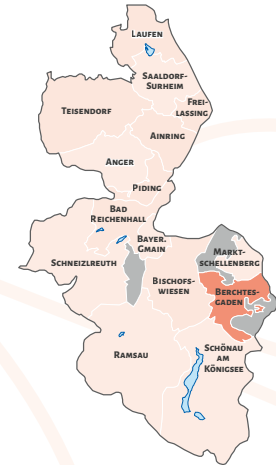 LAUFEN
SAALDORF-
SURHEIM
FREI-
LASSING
TEISENDORF
AINRING
ANGER
PIDING
BAD
REICHENHALL
BAYER.
GMAIN
MARKT-
SCHELLENBERG
SCHNEIZLREUTH
BISCHOFS-
WIESEN
BERCHTES-
GADEN
RAMSAU
SCHÖNAU
AM
KÖNIGSEE